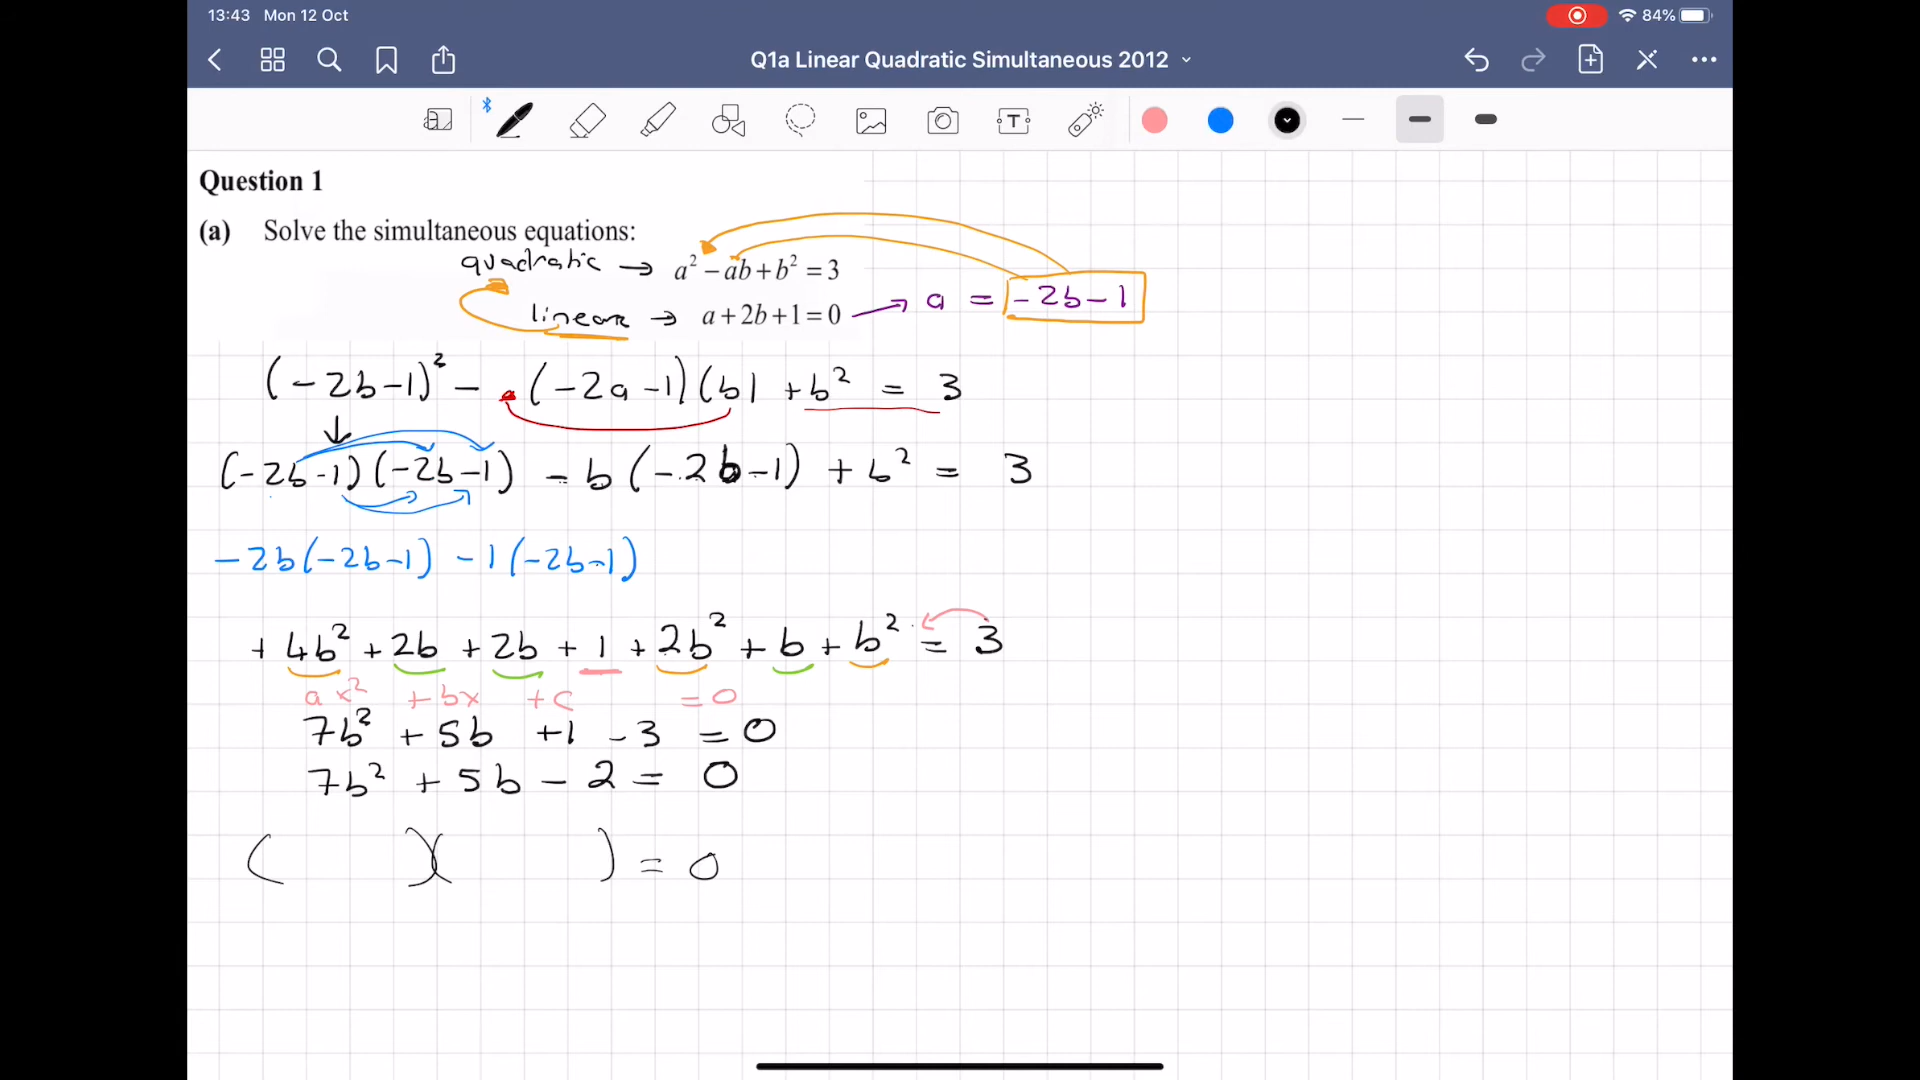 13:43 Mon 12 Oct 84%
Q1a Linear Quadratic Simultaneous 2012
T
Question 1
(a) Solve the simultaneous equations:
quadratic → a² − ab + b² = 3
linear → a + 2b + 1 = 0 → a = -2b-1
(-2b-1)² - (-2a-1)(b) + b² = 3
(-2b-1)(-2b-1) - b(-2b-1) + b² = 3
-2b(-2b-1) -1(-2b-1)
+ 4b² + 2b + 2b + 1 + 2b² + b + b² = 3
ax² + bx + c = 0
7b² + 5b +1 - 3 = 0
7b² + 5b - 2 = 0
( )( ) = 0